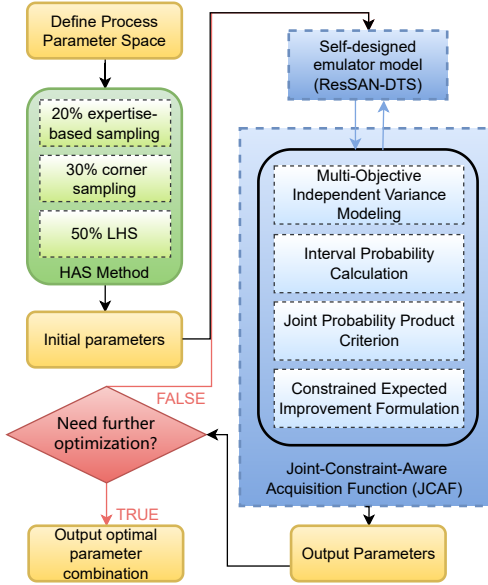 Define Process
Parameter Space
20% expertise-
based sampling
30% corner
sampling
50% LHS
HAS Method
Initial parameters
Self-designed
emulator model
(ResSAN-DTS)
Multi-Objective
Independent Variance
Modeling
Interval Probability
Calculation
Joint Probability Product
Criterion
Constrained Expected
Improvement Formulation
Joint-Constraint-Aware
Acquisition Function (JCAF)
Output Parameters
FALSE
Need further
optimization?
TRUE
Output optimal
parameter
combination